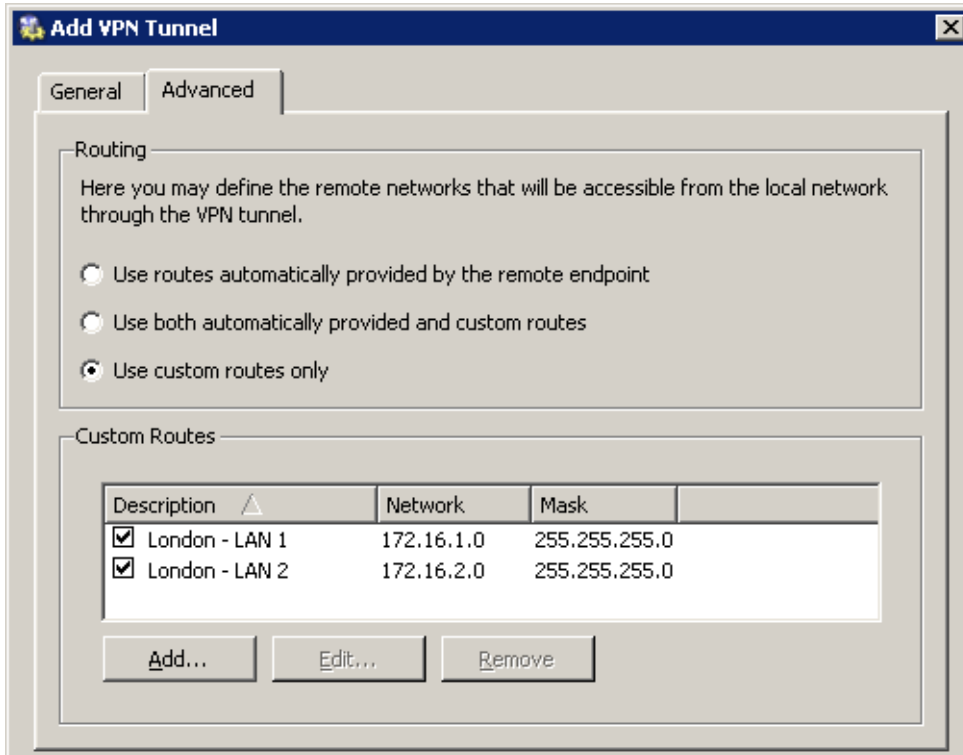 Add VPN Tunnel
General Advanced
Routing
Here you may define the remote networks that will be accessible from the local network
through the VPN tunnel.
Use routes automatically provided by the remote endpoint
Use both automatically provided and custom routes
Use custom routes only
Custom Routes
Description Network Mask
London - LAN 1 172.16.1.0 255.255.255.0
London - LAN 2 172.16.2.0 255.255.255.0
Add... Edit... Remove